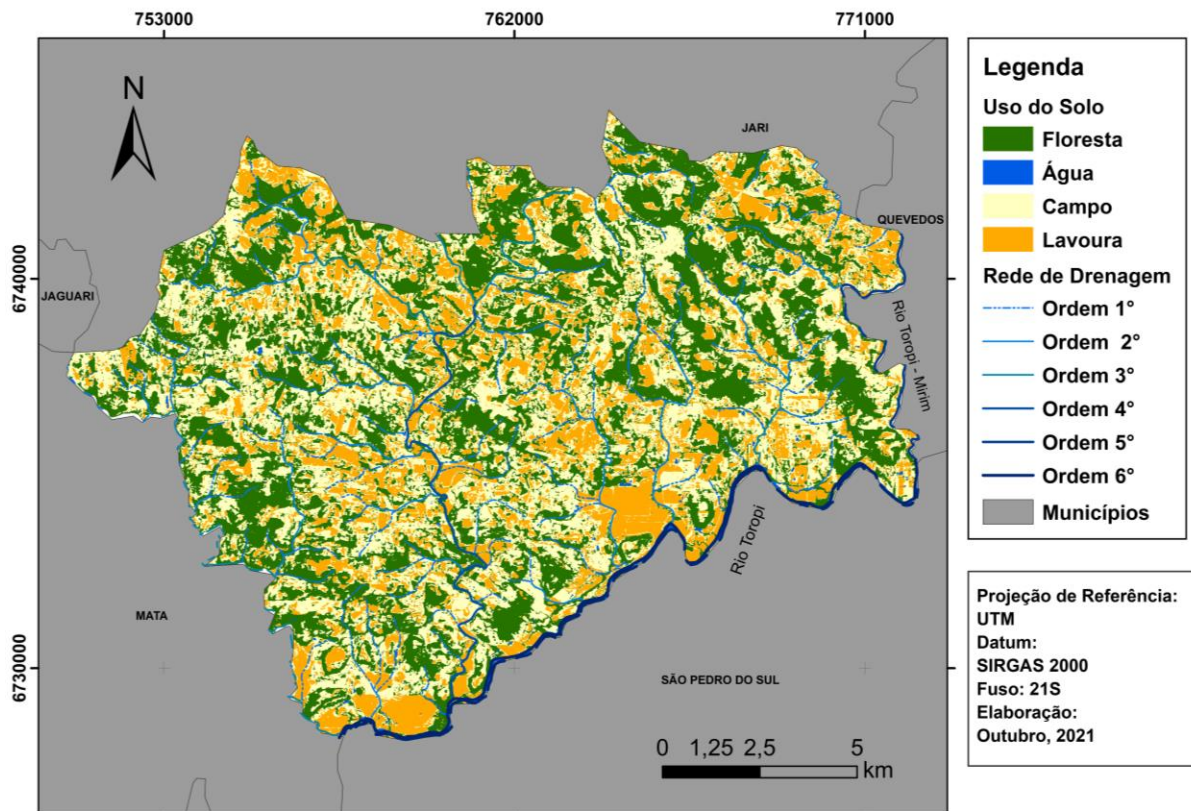 753000
762000
771000
N
JARI
QUEVEDOS
6740000
JAGUARI
Rio Toropi - Mirim
Rio Toropi
MATA
6730000
SÃO PEDRO DO SUL
0 1,25 2,5 5
km
Legenda
Uso do Solo
Floresta
Água
Campo
Lavoura
Rede de Drenagem
Ordem 1°
Ordem 2°
Ordem 3°
Ordem 4°
Ordem 5°
Ordem 6°
Municípios
Projeção de Referência:
UTM
Datum:
SIRGAS 2000
Fuso: 21S
Elaboração:
Outubro, 2021